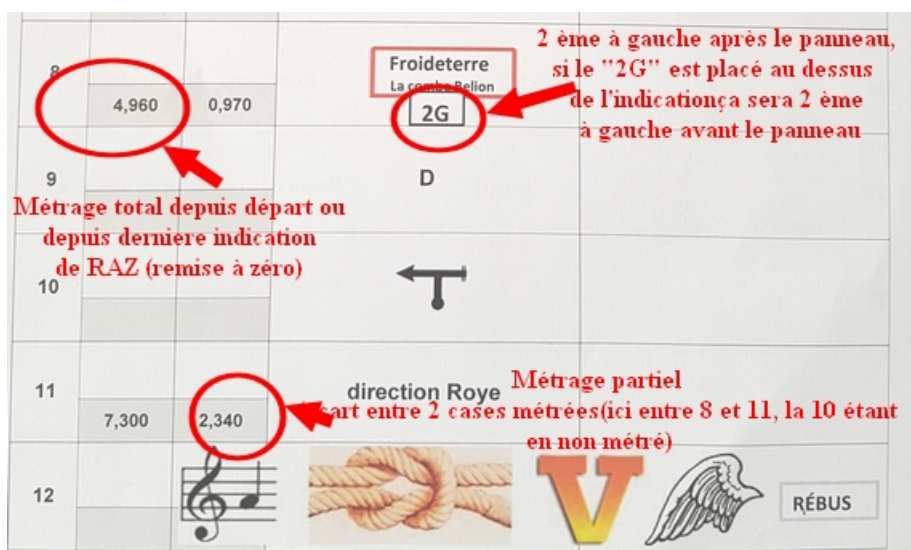 2 ème à gauche après le panneau,
si le "2G" est placé au dessus
de l'indicationça sera 2 ème
à gauche avant le panneau
8
Froideterre
La combe Belion
4,960 0,970
2G
9
D
Métrage total depuis départ ou
depuis derniere indication
de RAZ (remise à zéro)
10
11
direction Roye
Métrage partiel
7,300 2,340
entre 2 cases métrées(ici entre 8 et 11, la 10 étant
en non métré)
12
V
RÉBUS